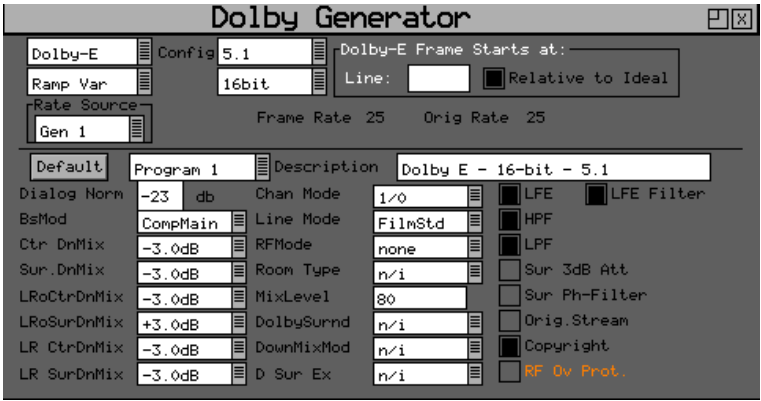 Dolby Generator
Dolby-E Config 5.1 Dolby-E Frame Starts at:
Ramp Var 16bit Line: Relative to Ideal
Rate Source
Gen 1 Frame Rate 25 Orig Rate 25
Default Program 1 Description Dolby E - 16-bit - 5.1
Dialog Norm -23 db Chan Mode 1/0 LFE LFE Filter
BsMod CompMain Line Mode FilmStd HPF
Ctr DnMix -3.0dB RFMode none LPF
Sur.DnMix -3.0dB Room Type n/i Sur 3dB Att
LRoCtrDnMix -3.0dB MixLevel 80 Sur Ph-Filter
LRoSurDnMix +3.0dB DolbySurnd n/i Orig.Stream
LR CtrDnMix -3.0dB DownMixMod n/i Copyright
LR SurDnMix -3.0dB D Sur Ex n/i RF Ov Prot.